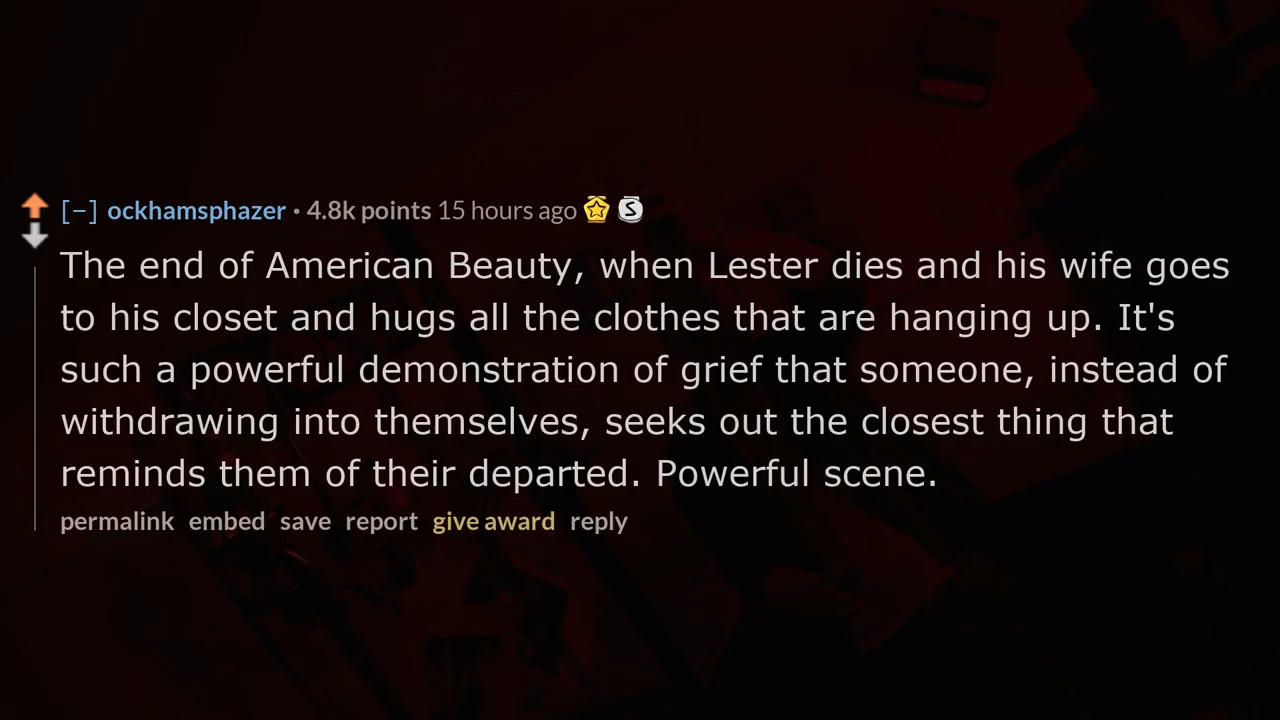 [–] ockhamsphazer · 4.8k points 15 hours ago S
The end of American Beauty, when Lester dies and his wife goes
to his closet and hugs all the clothes that are hanging up. It's
such a powerful demonstration of grief that someone, instead of
withdrawing into themselves, seeks out the closest thing that
reminds them of their departed. Powerful scene.
permalink embed save report give award reply